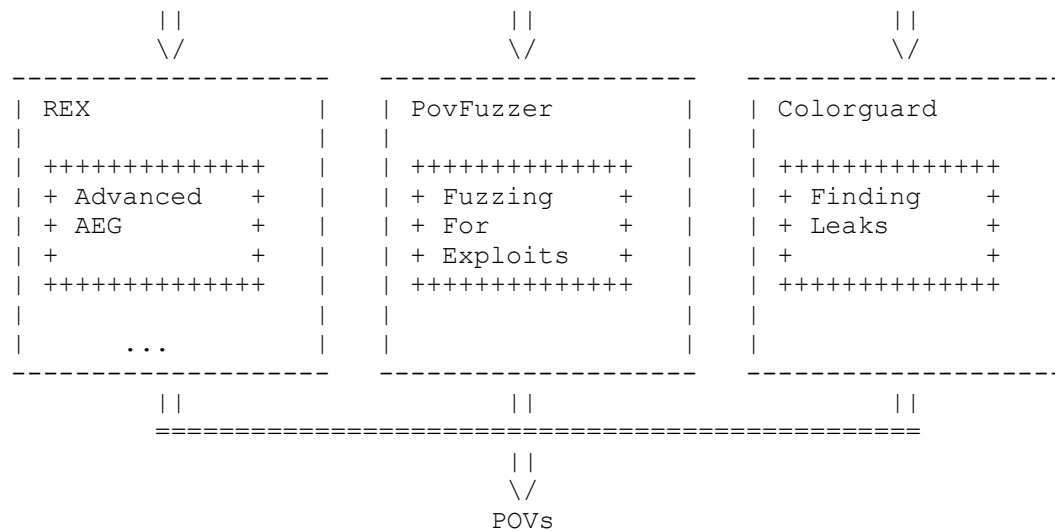 REX PovFuzzer Colorguard
Advanced Fuzzing Finding
AEG For Leaks
Exploits
...
POVs